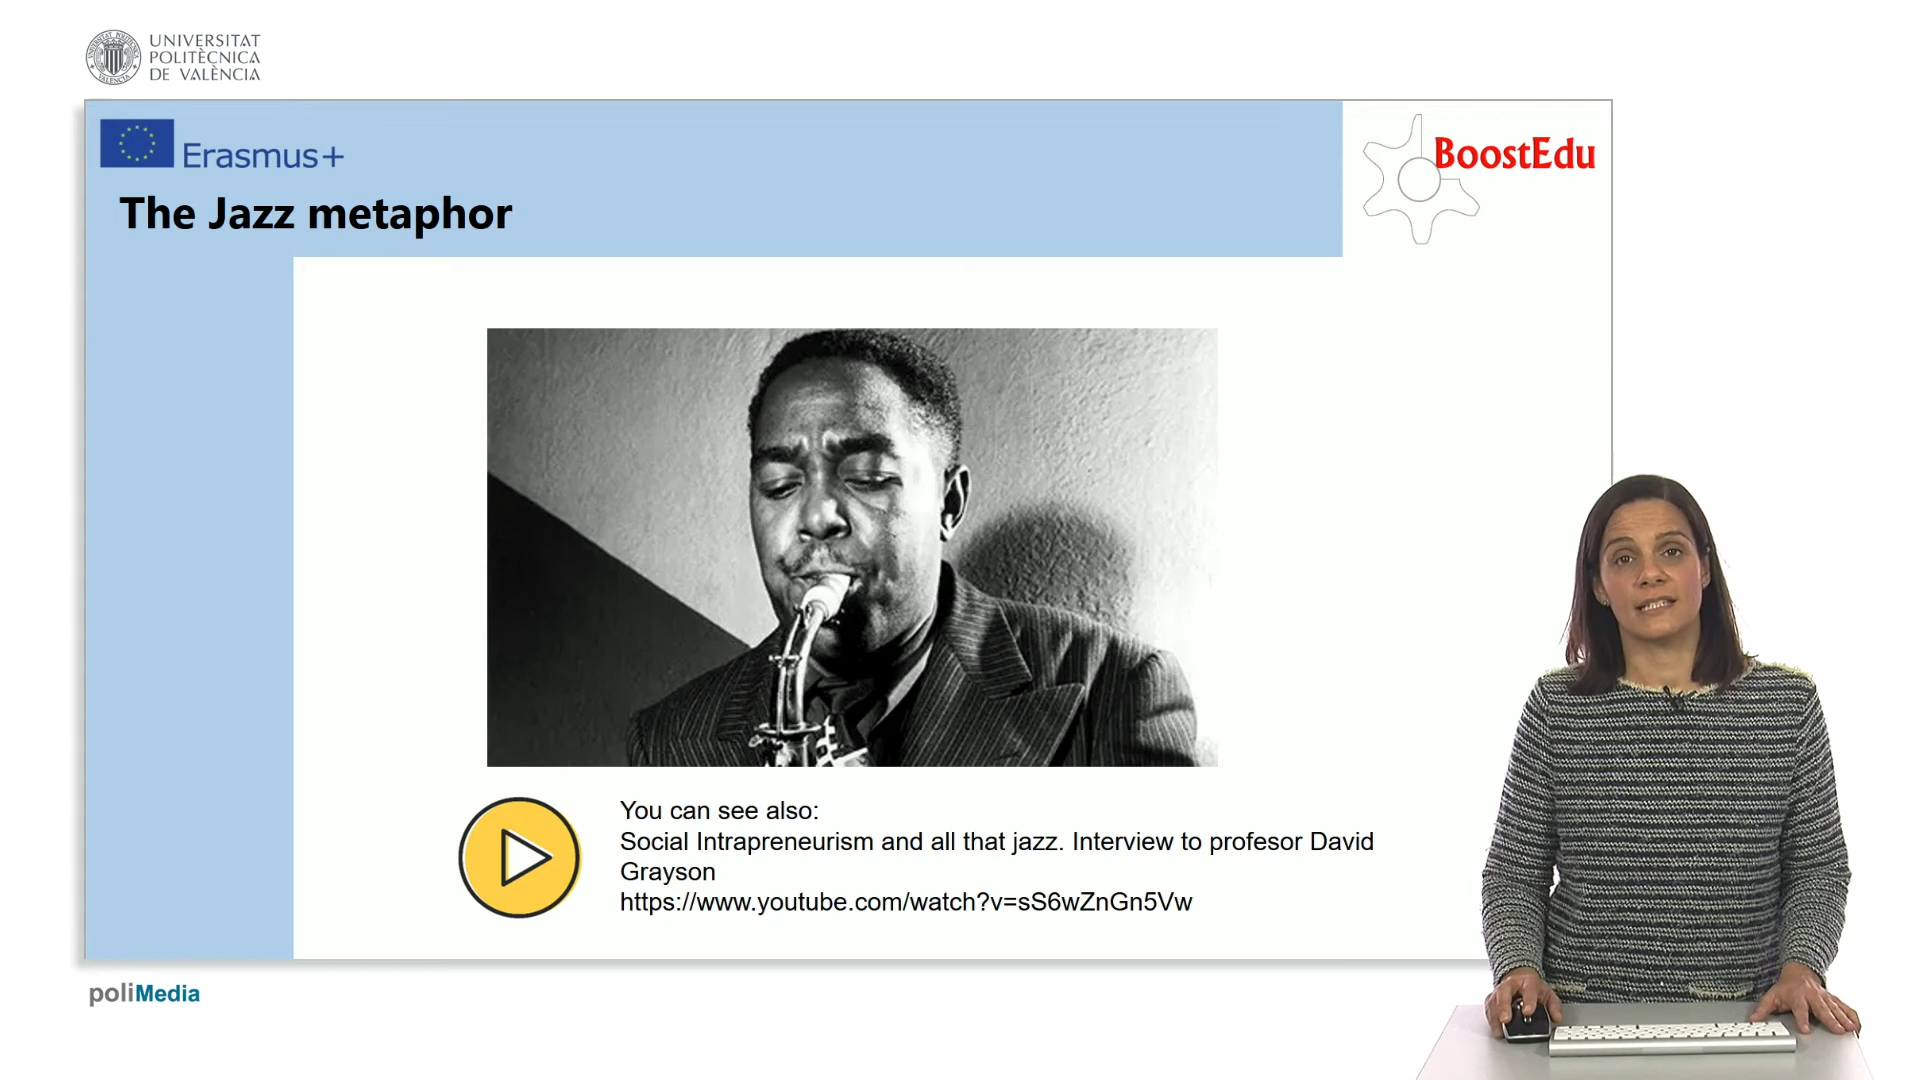 UNIVERSITAT
POLITÈCNICA
DE VALÈNCIA
Erasmus+
BoostEdu
The Jazz metaphor
You can see also:
Social Intrapreneurism and all that jazz. Interview to profesor David
Grayson
https://www.youtube.com/watch?v=sS6wZnGn5Vw
poliMedia